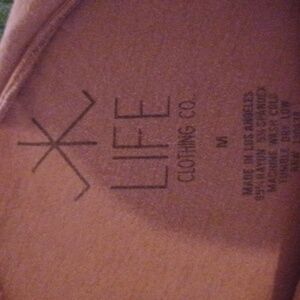 LIFE
CLOTHING CO.
M
MADE IN LOS ANGELES
95% RAYON 5% SPANDEX
MACHINE WASH COLD
TUMBLE DRY LOW